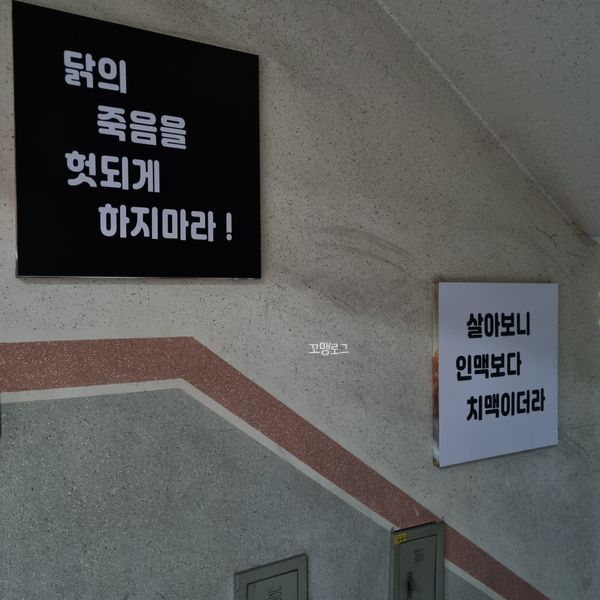 닭의
죽음을
헛되게
하지마라!
꼬맹로그
살아보니
인맥보다
치맥이더라